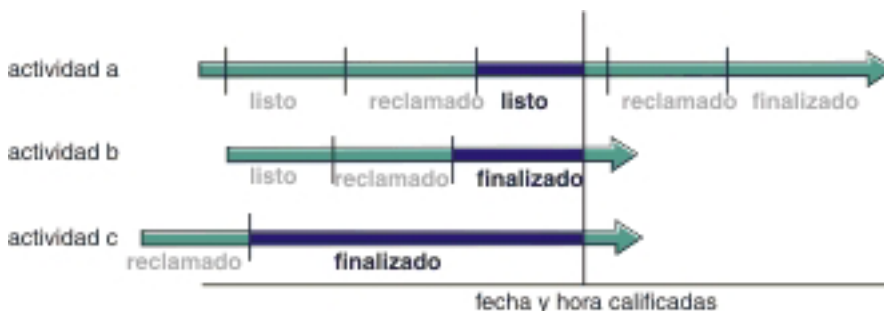 actividad a
listo reclamado listo reclamado finalizado
actividad b
listo reclamado finalizado
actividad c
reclamado finalizado
fecha y hora calificadas